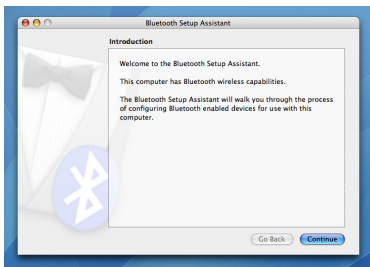 Bluetooth Setup Assistant
Introduction
Welcome to the Bluetooth Setup Assistant.
This computer has Bluetooth wireless capabilities.
The Bluetooth Setup Assistant will walk you through the process
of configuring Bluetooth enabled devices for use with this
computer.
Go Back
Continue